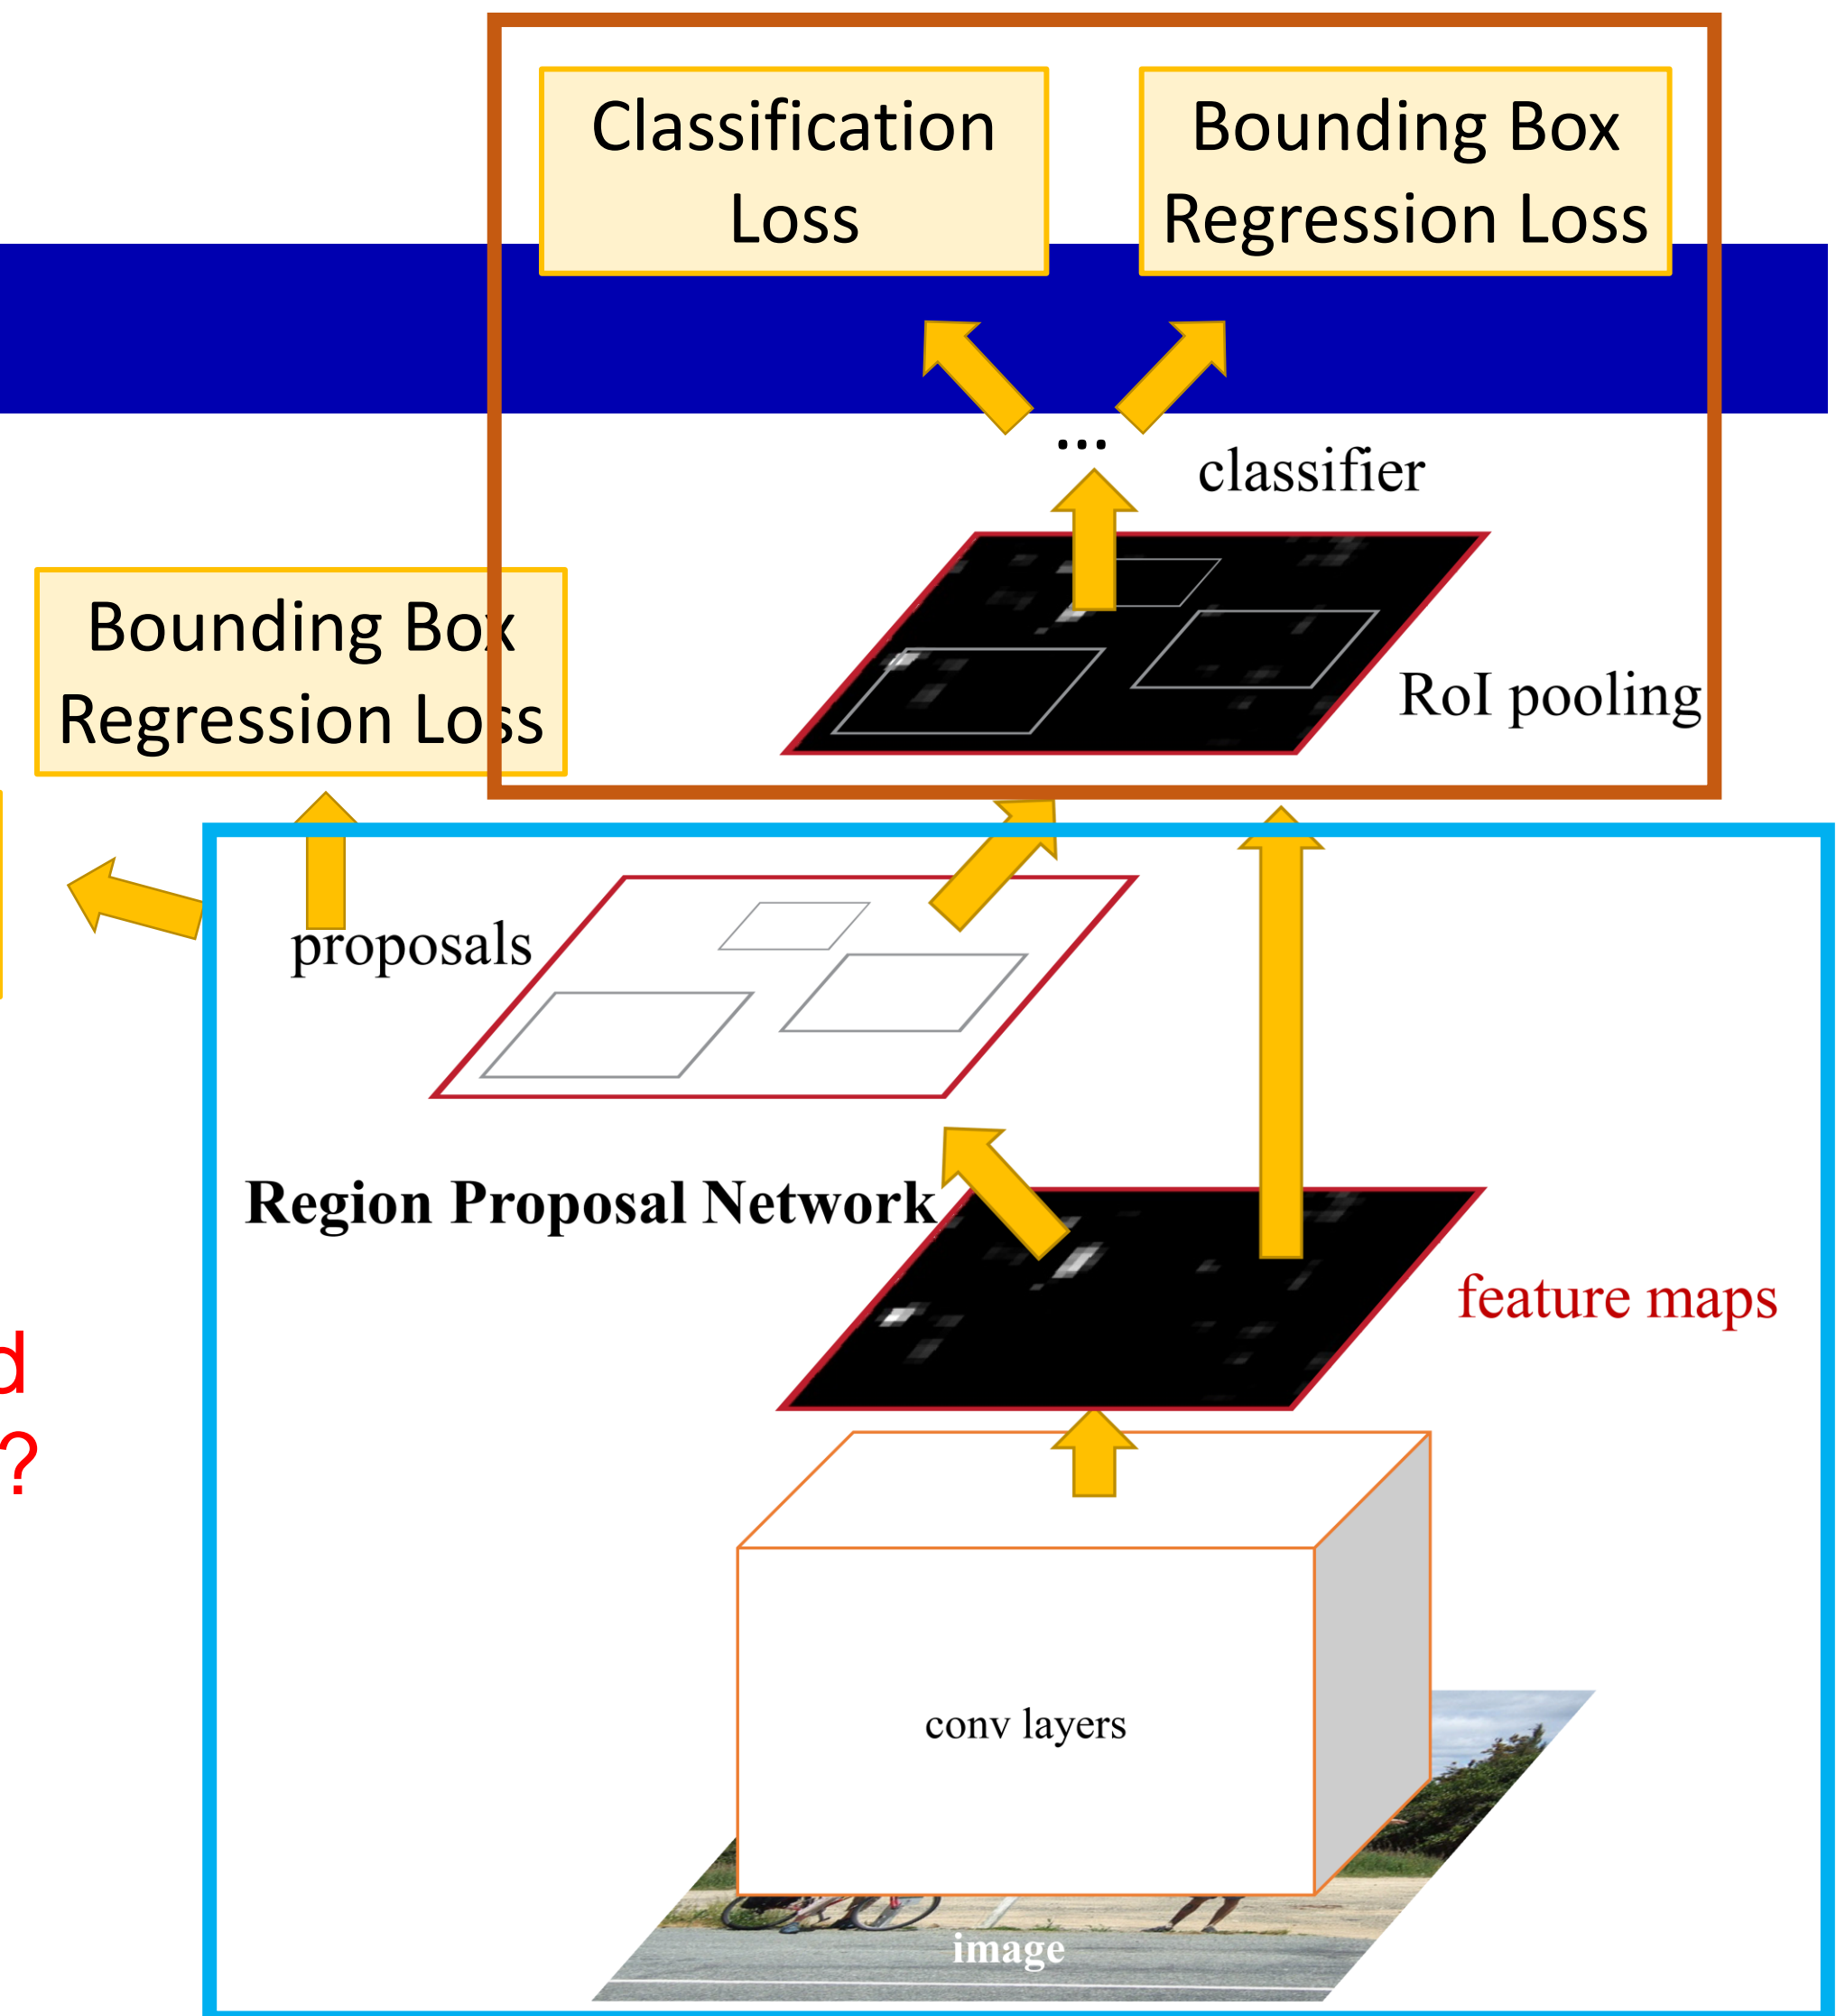 Classification
Loss
Bounding Box
Regression Loss
...
classifier
Bounding Box
Regression Loss
RoI pooling
proposals
Region Proposal Network
feature maps
d
?
conv layers
image